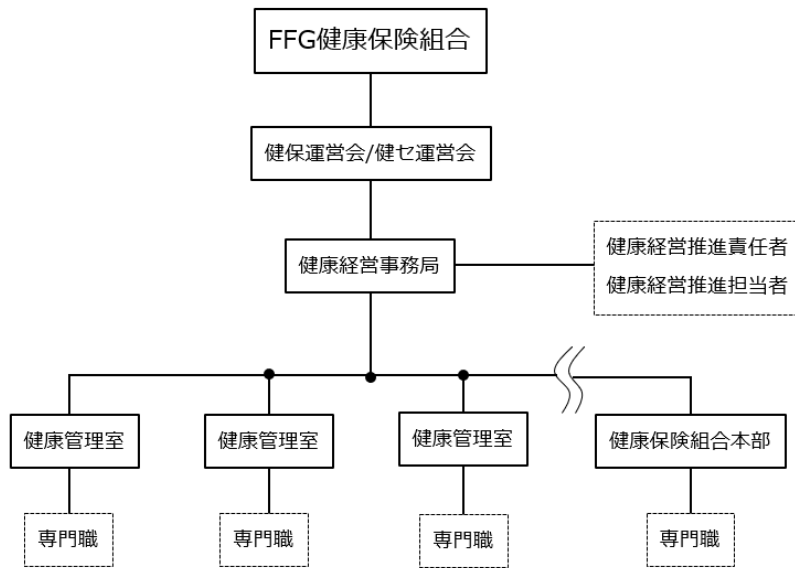 FFG健康保険組合
健保運営会/健セ運営会
健康経営事務局
健康経営推進責任者
健康経営推進担当者
健康管理室
健康管理室
健康管理室
健康保険組合本部
専門職
専門職
専門職
専門職